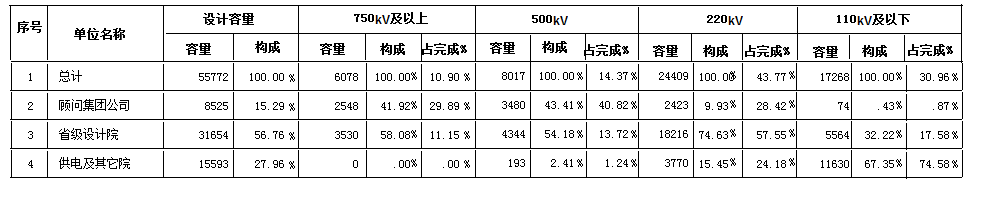 序号 单位名称 设计容量 750kV及以上 500kV 220kV 110kV及以下
容量 构成 容量 构成 占完成% 容量 构成 占完成% 容量 构成 占完成% 容量 构成 占完成%
1 总计 55772 100.00 % 6078 100.00% 10.90 % 8017 100.00 % 14.37 % 24409 100.00% 43.77 % 17268 100.00 % 30.96 %
2 顾问集团公司 8525 15.29 % 2548 41.92% 29.89 % 3480 43.41 % 40.82 % 2423 9.93% 28.42 % 74 .43% .87 %
3 省级设计院 31654 56.76 % 3530 58.08% 11.15 % 4344 54.18 % 13.72 % 18216 74.63% 57.55 % 5564 32.22 % 17.58 %
4 供电及其它院 15593 27.96 % 0 .00% .00 % 193 2.41 % 1.24 % 3770 15.45% 24.18 % 11630 67.35% 74.58 %